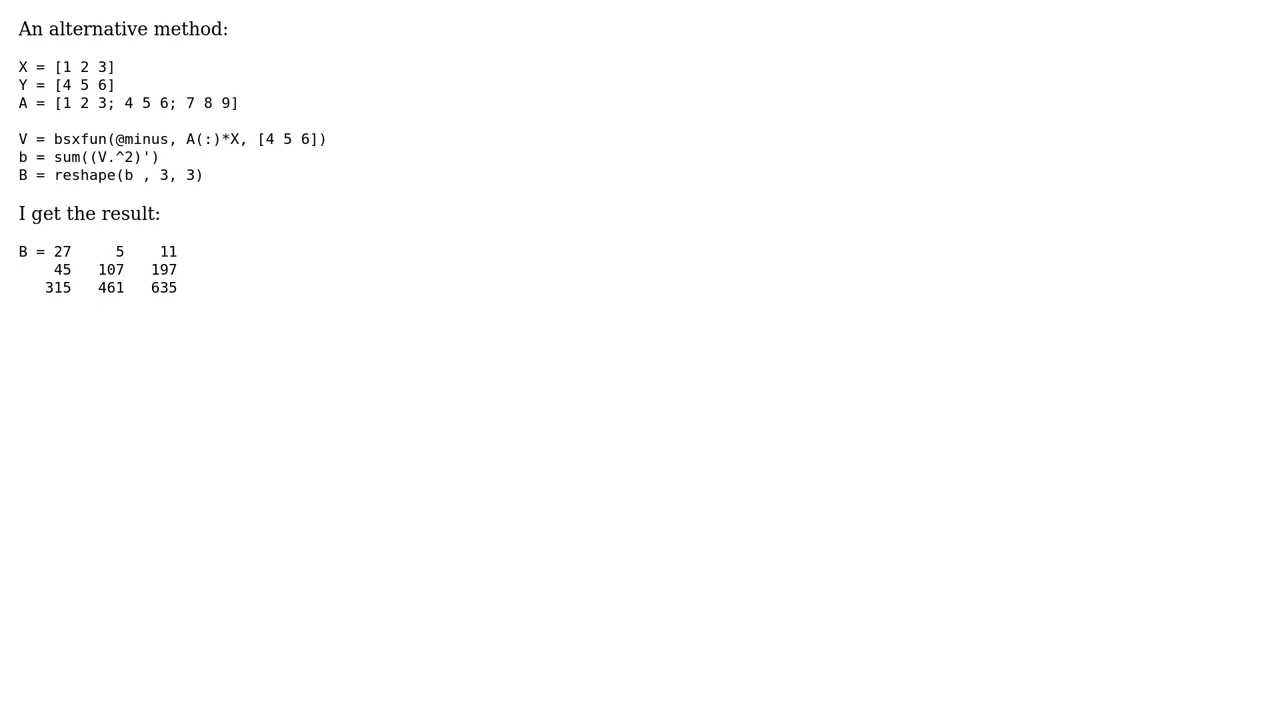 An alternative method:
X = [1 2 3]
Y = [4 5 6]
A = [1 2 3; 4 5 6; 7 8 9]
V = bsxfun(@minus, A(:)*X, [4 5 6])
b = sum((V.^2)')
B = reshape(b , 3, 3)
I get the result:
B = 27     5    11
    45   107   197
   315   461   635